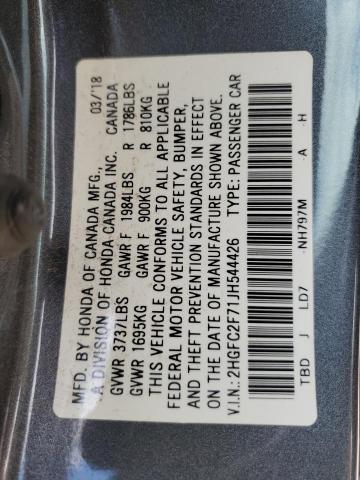 MFD. BY HONDA OF CANADA MFG., 03/'18
A DIVISION OF HONDA CANADA INC. CANADA
GVWR 3737LBS GAWR F 1984LBS R 1786LBS
GVWR 1695KG GAWR F 900KG R 810KG
THIS VEHICLE CONFORMS TO ALL APPLICABLE
FEDERAL MOTOR VEHICLE SAFETY, BUMPER,
AND THEFT PREVENTION STANDARDS IN EFFECT
ON THE DATE OF MANUFACTURE SHOWN ABOVE.
V.I.N.: 2HGFC2F71JH544426 TYPE: PASSENGER CAR
TBD J LD7 NH797M A H